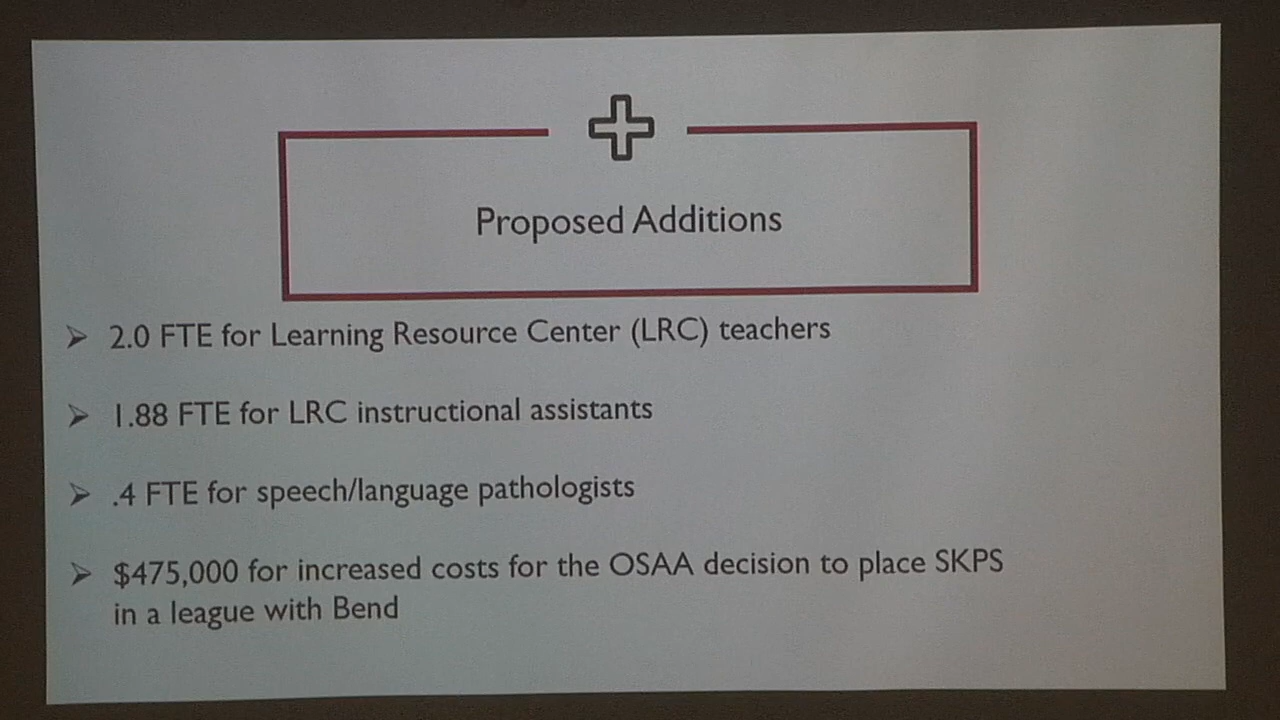 Proposed Additions
2.0 FTE for Learning Resource Center (LRC) teachers
1.88 FTE for LRC instructional assistants
.4 FTE for speech/language pathologists
$475,000 for increased costs for the OSAA decision to place SKPS
in a league with Bend